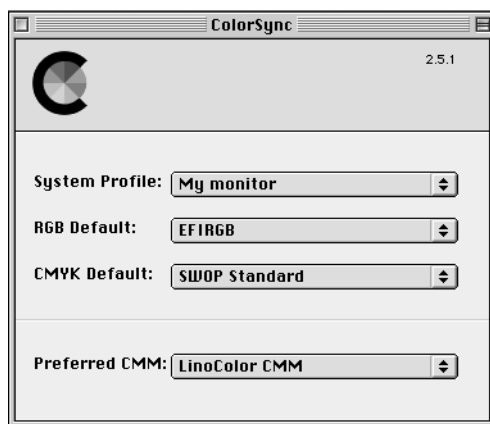 ColorSync
2.5.1
System Profile: My monitor
RGB Default: EFIRGB
CMYK Default: SWOP Standard
Preferred CMM: LinoColor CMM